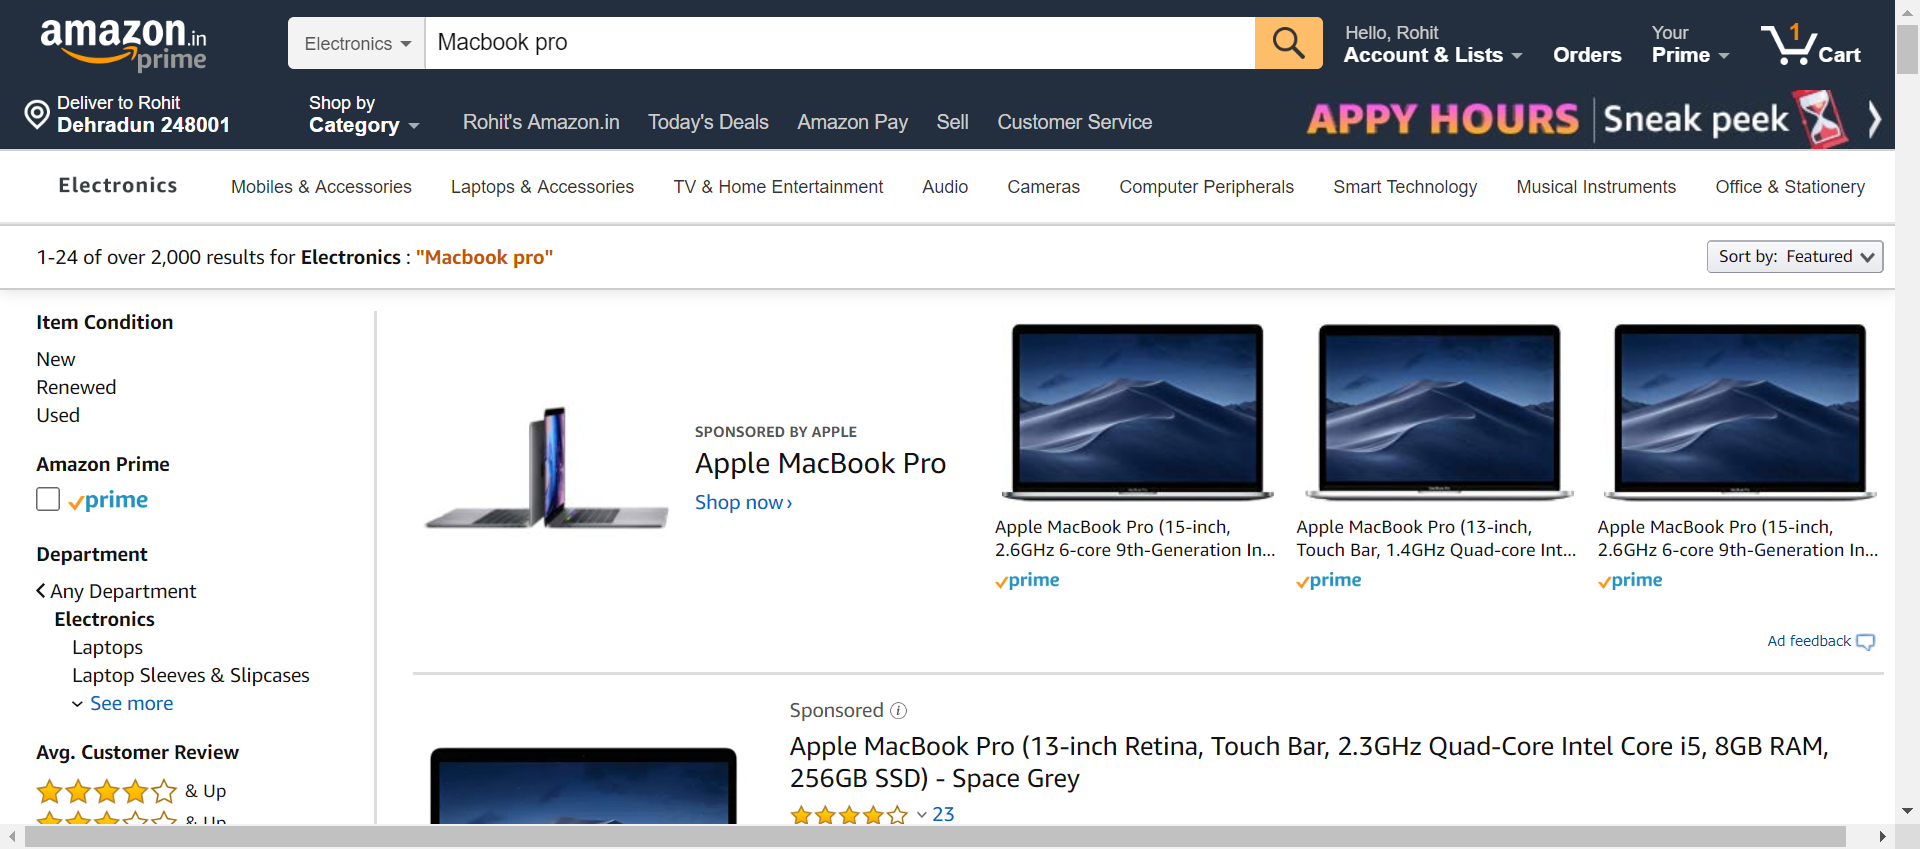 amazon.in
prime
Electronics
Macbook pro
Hello, Rohit
Account & Lists
Orders
Your
Prime
1
Cart
Deliver to Rohit
Dehradun 248001
Shop by
Category
Rohit's Amazon.in
Today's Deals
Amazon Pay
Sell
Customer Service
APPY HOURS
Sneak peek
Electronics
Mobiles & Accessories
Laptops & Accessories
TV & Home Entertainment
Audio
Cameras
Computer Peripherals
Smart Technology
Musical Instruments
Office & Stationery
1-24 of over 2,000 results for Electronics : "Macbook pro"
Sort by: Featured
Item Condition
New
Renewed
Used
Amazon Prime
prime
Department
Any Department
Electronics
Laptops
Laptop Sleeves & Slipcases
See more
Avg. Customer Review
& Up
& Up
SPONSORED BY APPLE
Apple MacBook Pro
Shop now ›
Apple MacBook Pro (15-inch,
2.6GHz 6-core 9th-Generation In...
prime
Apple MacBook Pro (13-inch,
Touch Bar, 1.4GHz Quad-core Int...
prime
Apple MacBook Pro (15-inch,
2.6GHz 6-core 9th-Generation In...
prime
Ad feedback
Sponsored
Apple MacBook Pro (13-inch Retina, Touch Bar, 2.3GHz Quad-Core Intel Core i5, 8GB RAM,
256GB SSD) - Space Grey
23